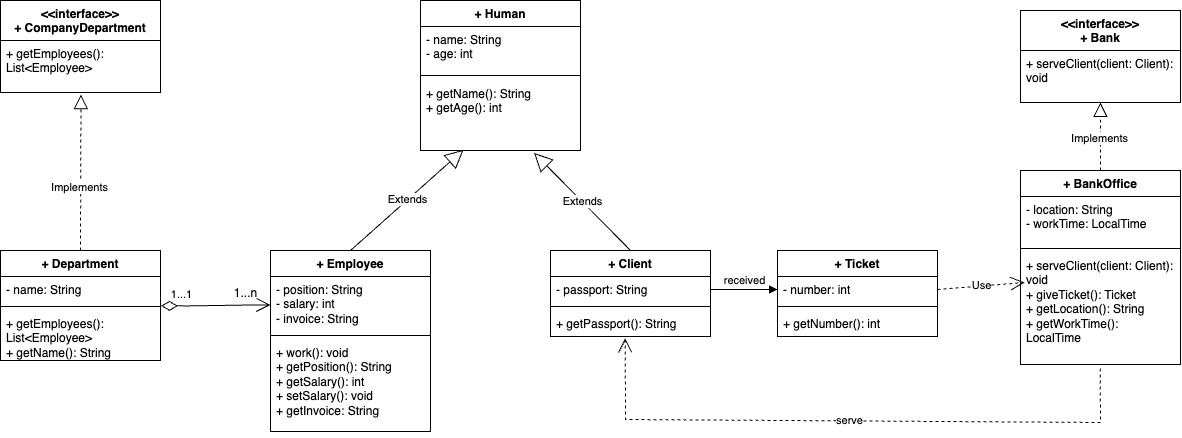 <<interface>>
+ CompanyDepartment
+ getEmployees():
List<Employee>
Implements
+ Department
- name: String
+ getEmployees():
List<Employee>
+ getName(): String
1...1
1...n
+ Human
- name: String
- age: int
+ getName(): String
+ getAge(): int
Extends
Extends
+ Employee
- position: String
- salary: int
- invoice: String
+ work(): void
+ getPosition(): String
+ getSalary(): int
+ setSalary(): void
+ getInvoice: String
+ Client
- passport: String
+ getPassport(): String
received
+ Ticket
- number: int
+ getNumber(): int
Use
<<interface>>
+ Bank
+ serveClient(client: Client):
void
Implements
+ BankOffice
- location: String
- workTime: LocalTime
+ serveClient(client: Client):
void
+ giveTicket(): Ticket
+ getLocation(): String
+ getWorkTime():
LocalTime
serve